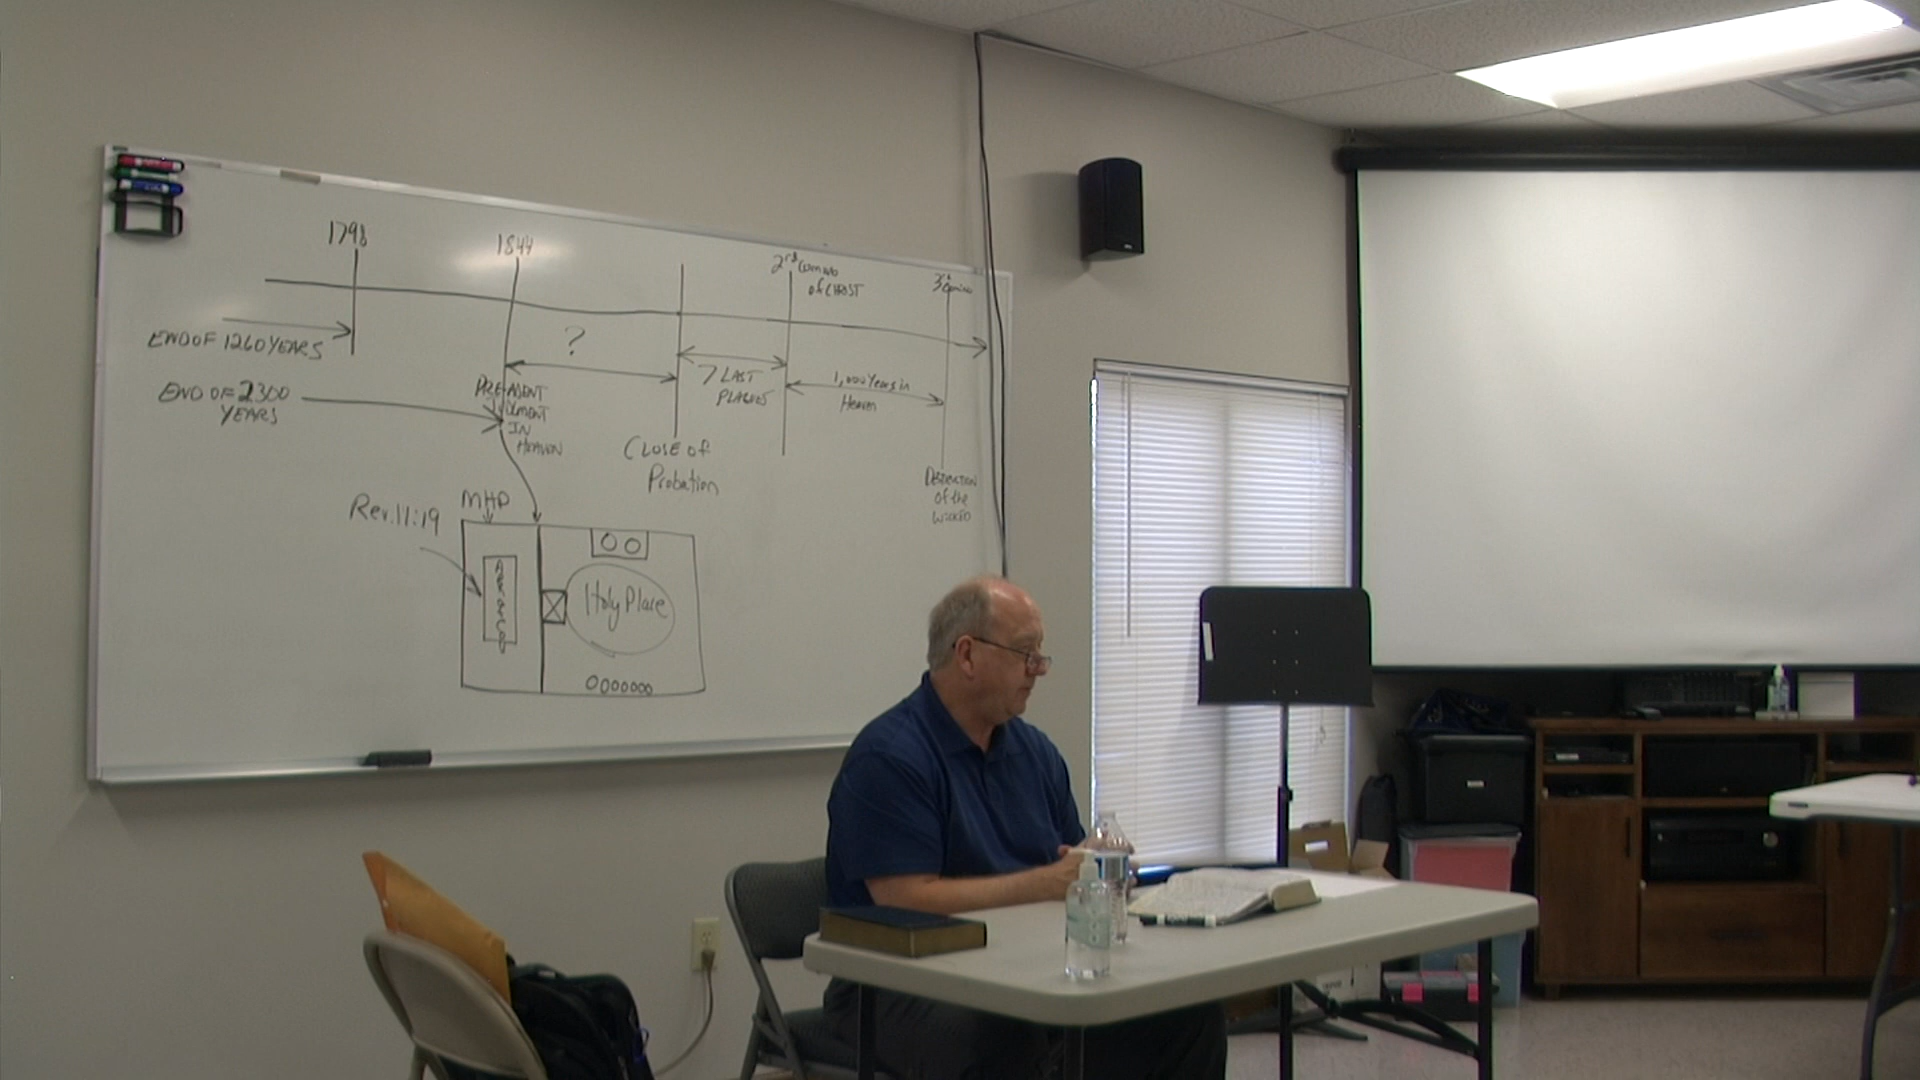 1798
1844
2nd Coming
of CHRIST
3rd Coming
END OF 1260 YEARS
?
END OF 2300
YEARS
PRE-ADVENT
JUDGMENT
IN
HEAVEN
7 LAST
PLAGUES
1,000 Years in
Heaven
CLOSE of
Probation
DESTRUCTION
of the
WICKED
Rev. 11:19
MHP
Holy Place